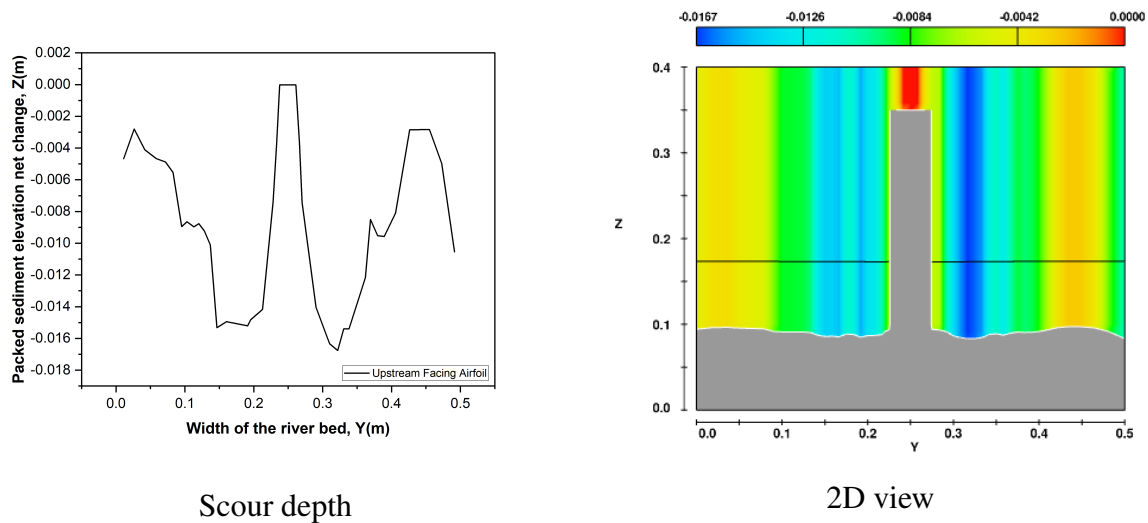 0.002
0.000
-0.002
-0.004
-0.006
-0.008
-0.010
-0.012
-0.014
-0.016
-0.018
Packed sediment elevation net change, Z(m)
Upstream Facing Airfoil
0.0 0.1 0.2 0.3 0.4 0.5
Width of the river bed, Y(m)
Scour depth
-0.0167 -0.0126 -0.0084 -0.0042 0.0000
0.4
0.3
Z
0.2
0.1
0.0
0.0 0.1 0.2 0.3 0.4 0.5
Y
2D view